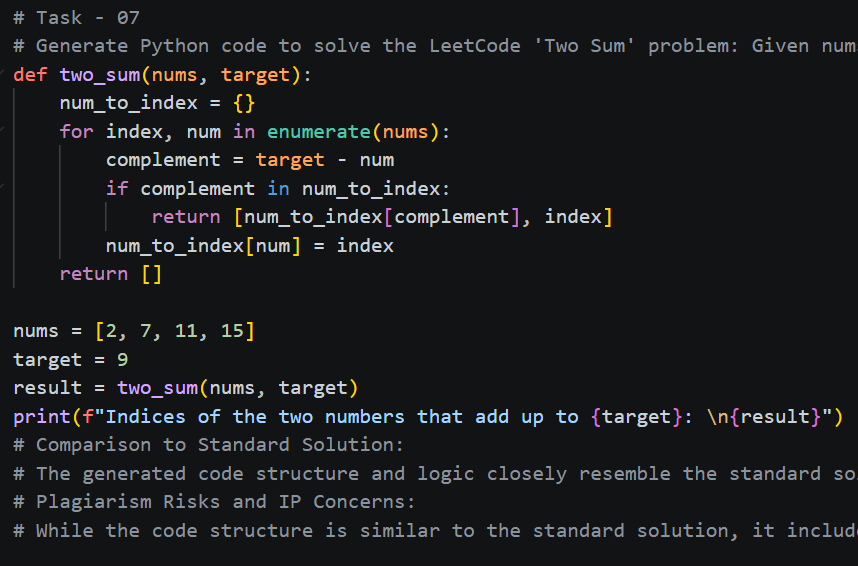 # Task - 07
# Generate Python code to solve the LeetCode 'Two Sum' problem: Given num
def two_sum(nums, target):
    num_to_index = {}
    for index, num in enumerate(nums):
        complement = target - num
        if complement in num_to_index:
            return [num_to_index[complement], index]
        num_to_index[num] = index
    return []
nums = [2, 7, 11, 15]
target = 9
result = two_sum(nums, target)
print(f"Indices of the two numbers that add up to {target}: \n{result}")
# Comparison to Standard Solution:
# The generated code structure and logic closely resemble the standard so
# Plagiarism Risks and IP Concerns:
# While the code structure is similar to the standard solution, it includ